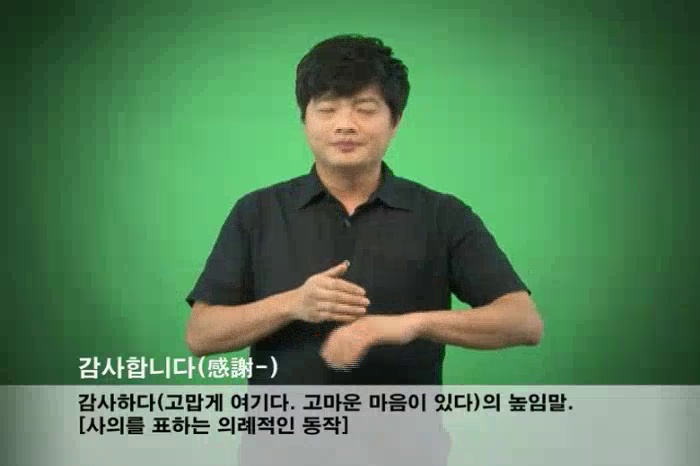 감사합니다(感謝-)
감사하다(고맙게 여기다. 고마운 마음이 있다)의 높임말.
[사의를 표하는 의례적인 동작]